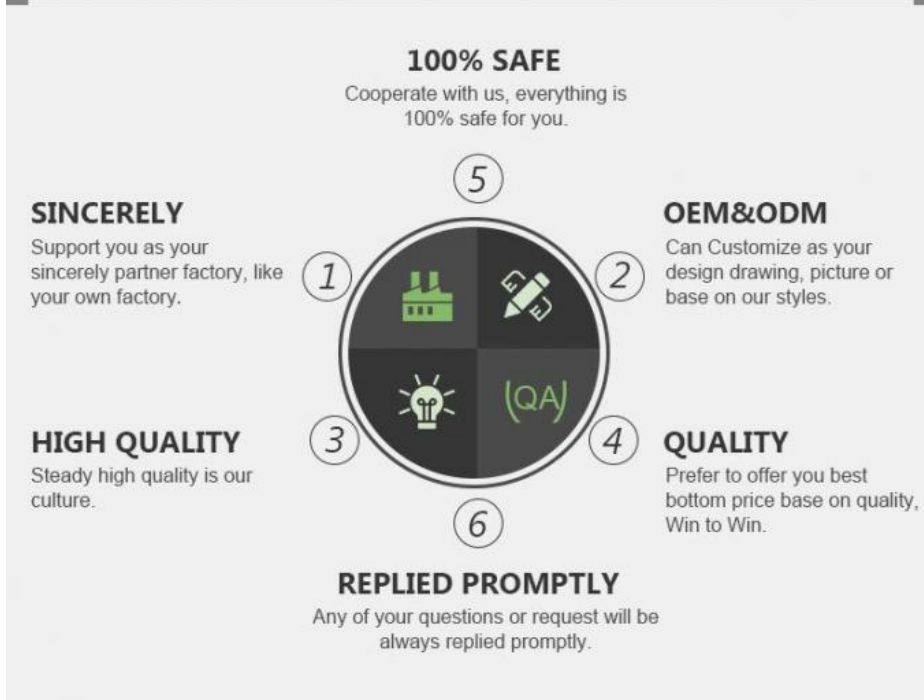 100% SAFE
Cooperate with us, everything is
100% safe for you.
5
SINCERELY
Support you as your
sincerely partner factory, like
your own factory.
1
OEM&ODM
Can Customize as your
design drawing, picture or
base on our styles.
2
HIGH QUALITY
Steady high quality is our
culture.
3
(QA)
4
QUALITY
Prefer to offer you best
bottom price base on quality,
Win to Win.
6
REPLIED PROMPTLY
Any of your questions or request will be
always replied promptly.